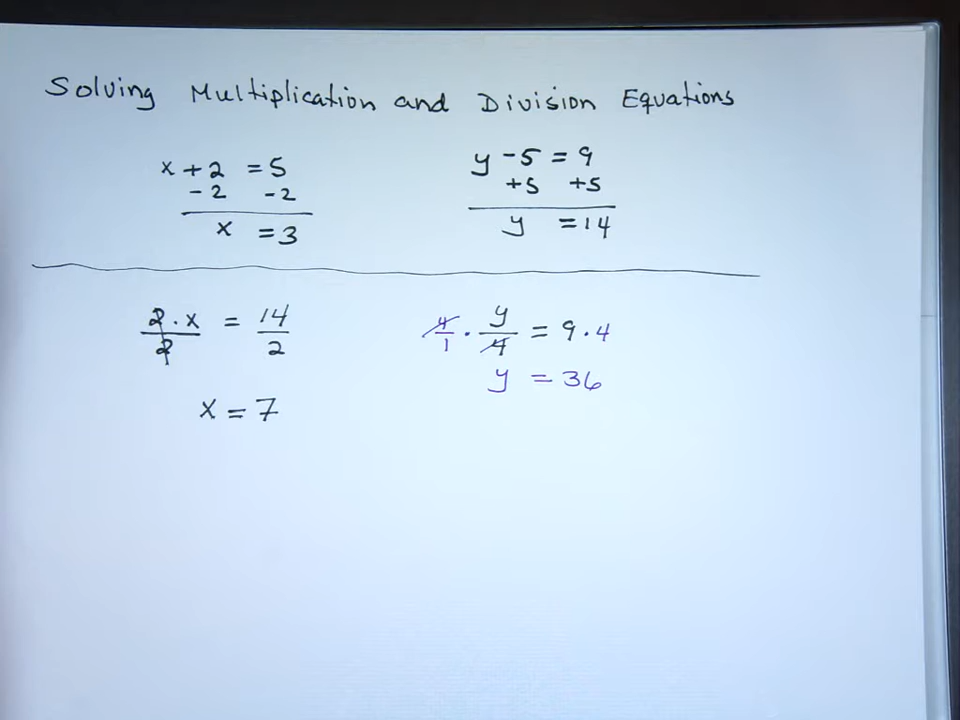 Solving Multiplication and Division Equations
x + 2 = 5
- 2 - 2
x = 3
y - 5 = 9
+5 +5
y = 14
2 · x / 2 = 14 / 2
x = 7
4/1 · y/4 = 9 · 4
y = 36